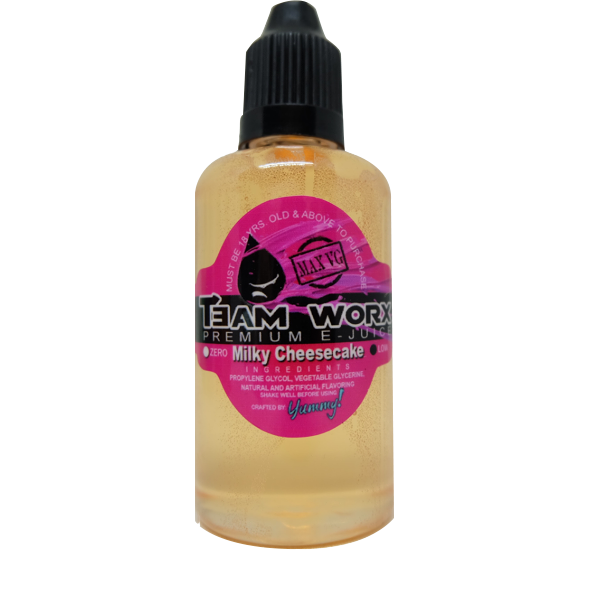 MUST BE 18 YRS. OLD & ABOVE TO PURCHASE
MAX VG
TEAM WORX
PREMIUM E-JUICE
ZERO Milky Cheesecake LOW
INGREDIENTS
PROPYLENE GLYCOL, VEGETABLE GLYCERINE,
NATURAL AND ARTIFICIAL FLAVORING
SHAKE WELL BEFORE USING
CRAFTED BY Yummy!